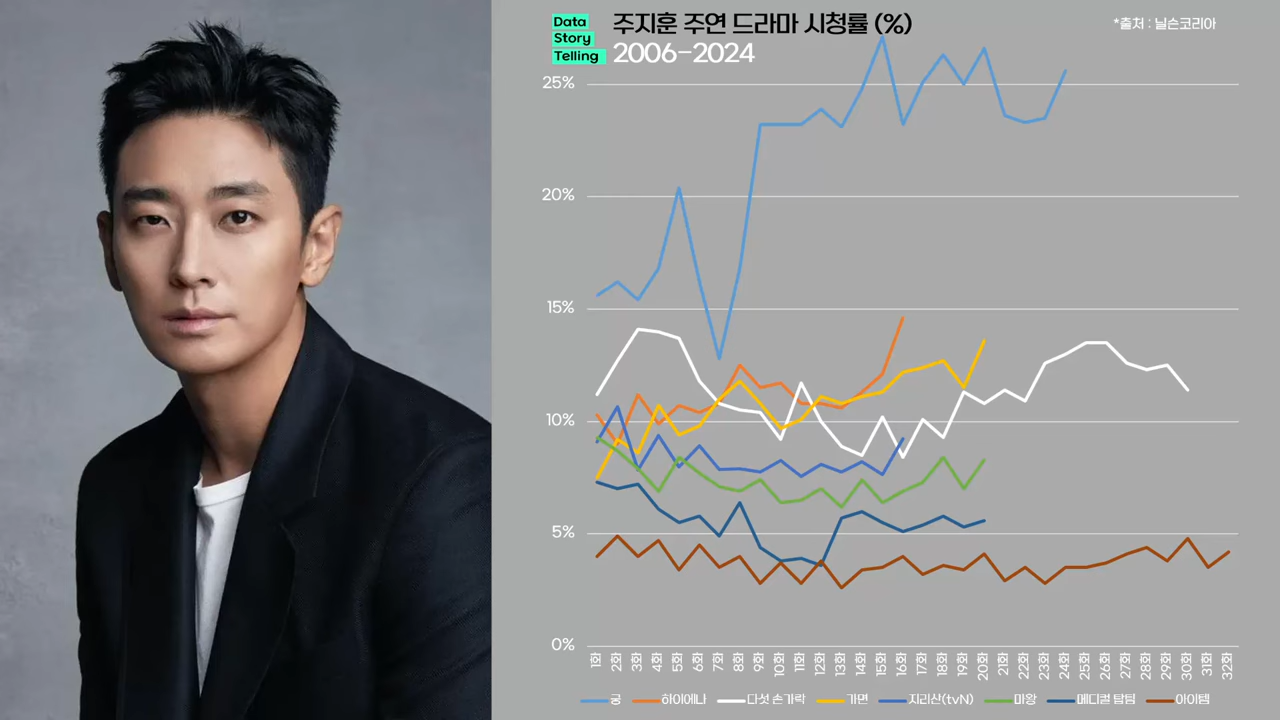 Data
Story
Telling
주지훈 주연 드라마 시청률 (%)
2006-2024
*출처 : 닐슨코리아
25%
20%
15%
10%
5%
0%
1회 2회 3회 4회 5회 6회 7회 8회 9회 10회 11회 12회 13회 14회 15회 16회 17회 18회 19회 20회 21회 22회 23회 24회 25회 26회 27회 28회 29회 30회 31회 32회
궁 하이에나 다섯 손가락 가면 지리산(tvN) 마왕 메디컬 탑팀 아이템